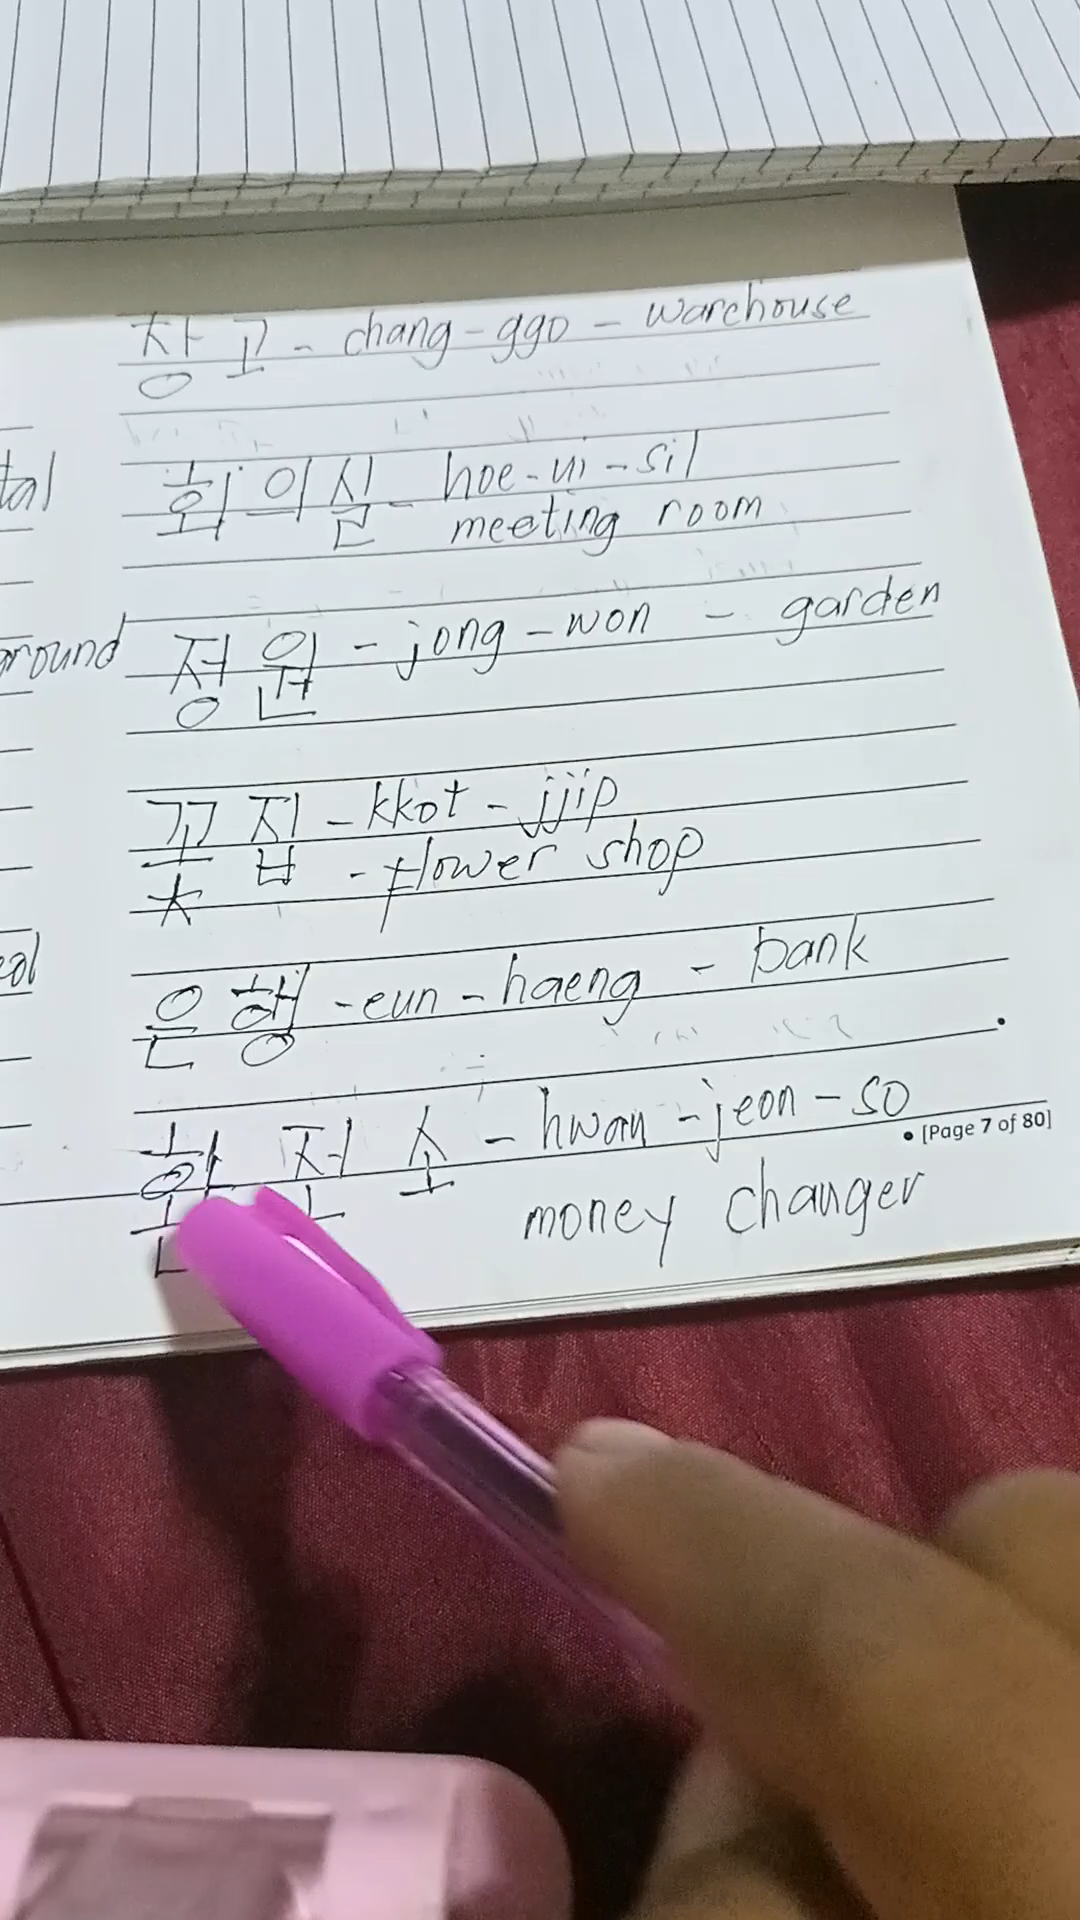 창고 - chang-ggo - warehouse
회의실 - hoe-ui-sil
meeting room
정원 - jong-won - garden
꽃집 - kkot-jjip
- flower shop
은행 - eun-haeng - bank
환전소 - hwan-jeon-so
• [Page 7 of 80]
money changer
tal
round